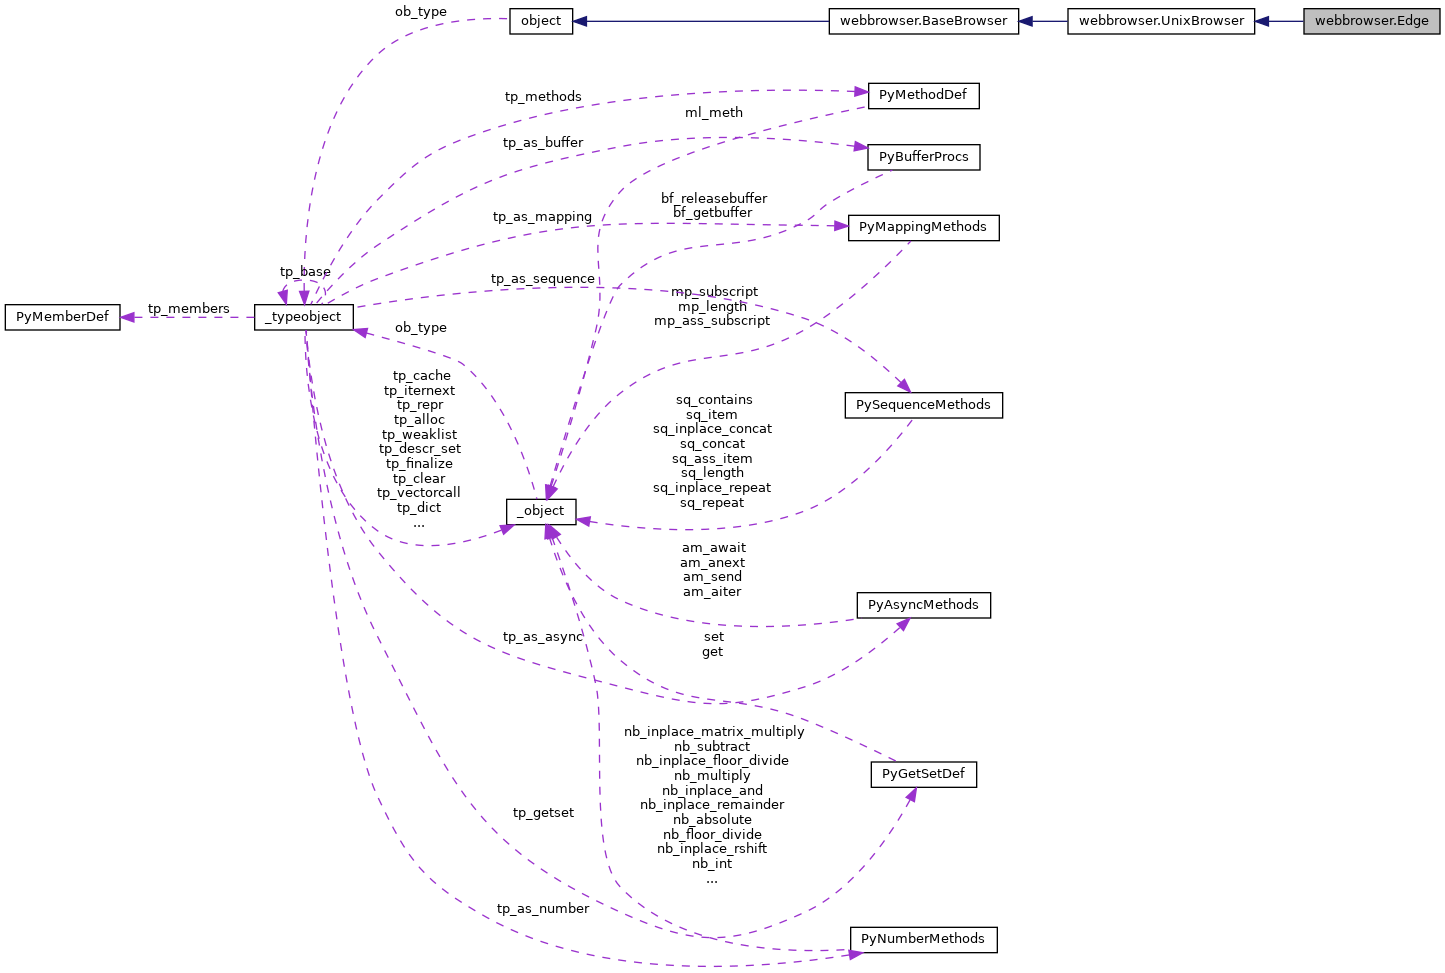 ob_type
object
webbrowser.BaseBrowser
webbrowser.UnixBrowser
webbrowser.Edge
tp_methods
PyMethodDef
ml_meth
tp_as_buffer
PyBufferProcs
bf_releasebuffer
bf_getbuffer
tp_as_mapping
PyMappingMethods
tp_base
tp_as_sequence
mp_subscript
mp_length
mp_ass_subscript
PyMemberDef
tp_members
_typeobject
ob_type
tp_cache
tp_iternext
tp_repr
tp_alloc
tp_weaklist
tp_descr_set
tp_finalize
tp_clear
tp_vectorcall
tp_dict
...
sq_contains
sq_item
sq_inplace_concat
sq_concat
sq_ass_item
sq_length
sq_inplace_repeat
sq_repeat
PySequenceMethods
_object
am_await
am_anext
am_send
am_aiter
PyAsyncMethods
tp_as_async
set
get
nb_inplace_matrix_multiply
nb_subtract
nb_inplace_floor_divide
nb_multiply
nb_inplace_and
nb_inplace_remainder
nb_absolute
nb_floor_divide
nb_inplace_rshift
nb_int
...
PyGetSetDef
tp_getset
tp_as_number
PyNumberMethods